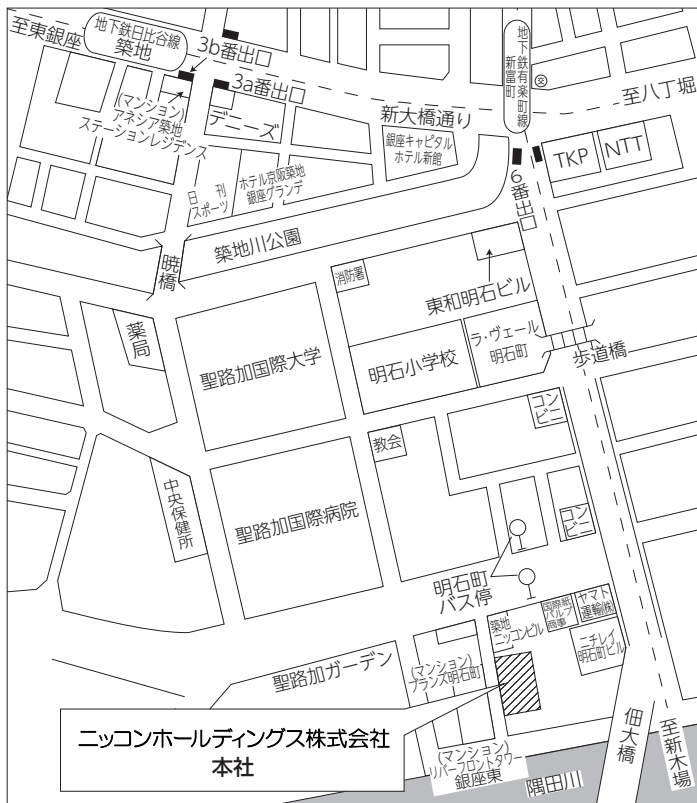 至東銀座
地下鉄日比谷線
築地
3b番出口
3a番出口
(マンション)
アネシア築地
ステーションレジデンス
デニーズ
新大橋通り
地下鉄有楽町線
新富町
至八丁堀
銀座キャピタル
ホテル新館
TKP
NTT
6番出口
日刊
スポーツ
ホテル京阪築地
銀座グランデ
築地川公園
暁橋
消防署
東和明石ビル
薬局
聖路加国際大学
明石小学校
ラ・ヴェール
明石町
歩道橋
コン
ビニ
教会
中央保健所
聖路加国際病院
コン
ビニ
明石町
バス停
築地
ニッコンビル
国際紙
パルプ
商事
ヤマト
運輸㈱
ニチレイ
明石町ビル
聖路加ガーデン
(マンション)
ブランズ明石町
ニッコンホールディングス株式会社
本社
(マンション)
リバーフロントタワー
銀座東
隅田川
佃大橋
至新木場